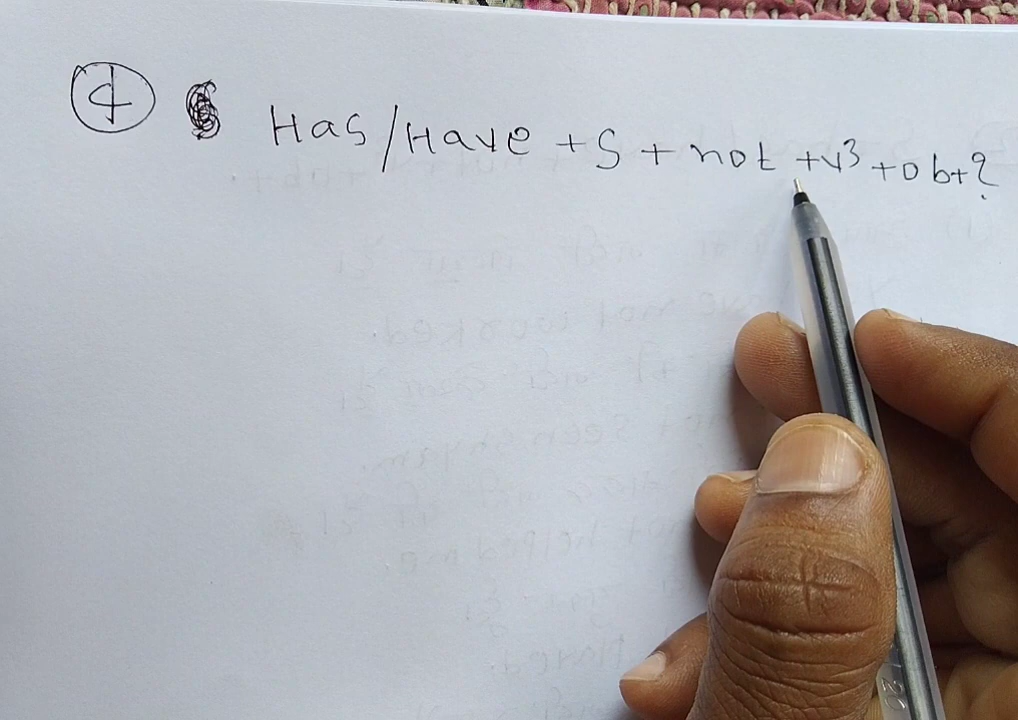 4 Has/Have + S + not + v3 + ob + ?